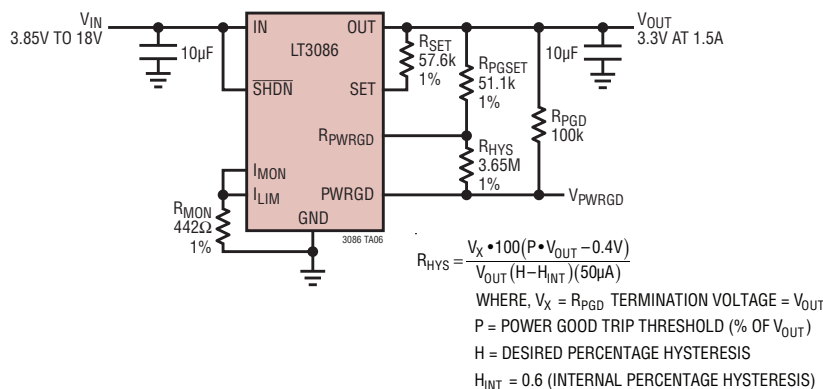 VIN
3.85V TO 18V
10µF
IN
OUT
LT3086
SHDN
SET
RPWRGD
IMON
ILIM
PWRGD
GND
3086 TA06
RMON
442Ω
1%
RSET
57.6k
1%
RPGSET
51.1k
1%
RHYS
3.65M
1%
RPGD
100k
10µF
VOUT
3.3V AT 1.5A
VPWRGD
RHYS = VX •100(P•VOUT –0.4V) / VOUT (H–HINT)(50µA)
WHERE, VX = RPGD TERMINATION VOLTAGE = VOUT
P = POWER GOOD TRIP THRESHOLD (% OF VOUT)
H = DESIRED PERCENTAGE HYSTERESIS
HINT = 0.6 (INTERNAL PERCENTAGE HYSTERESIS)